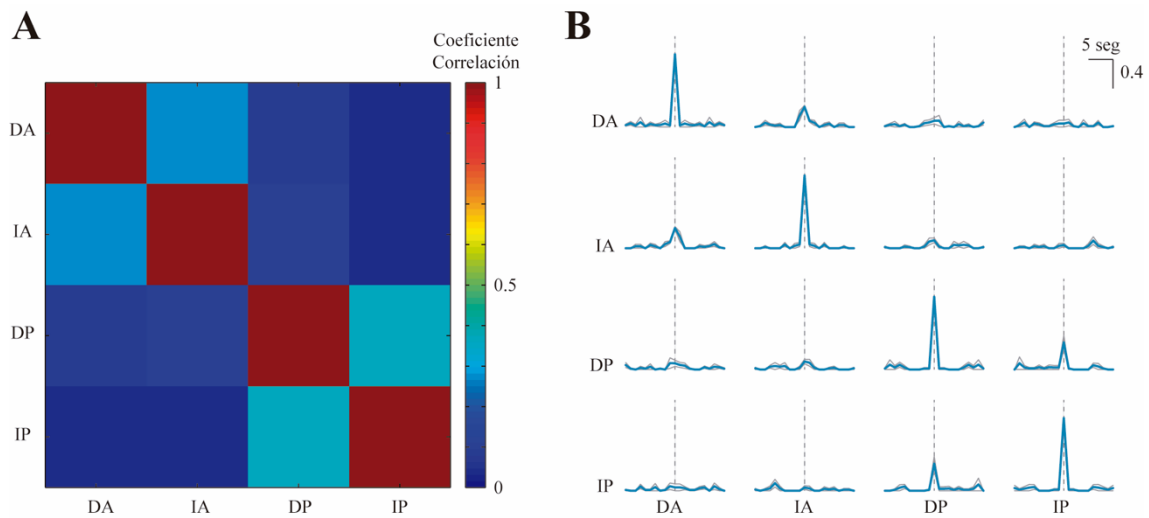 A
Coeficiente
Correlación
1
0.5
0
DA
IA
DP
IP
DA IA DP IP
B
5 seg
0.4
DA
IA
DP
IP
DA IA DP IP